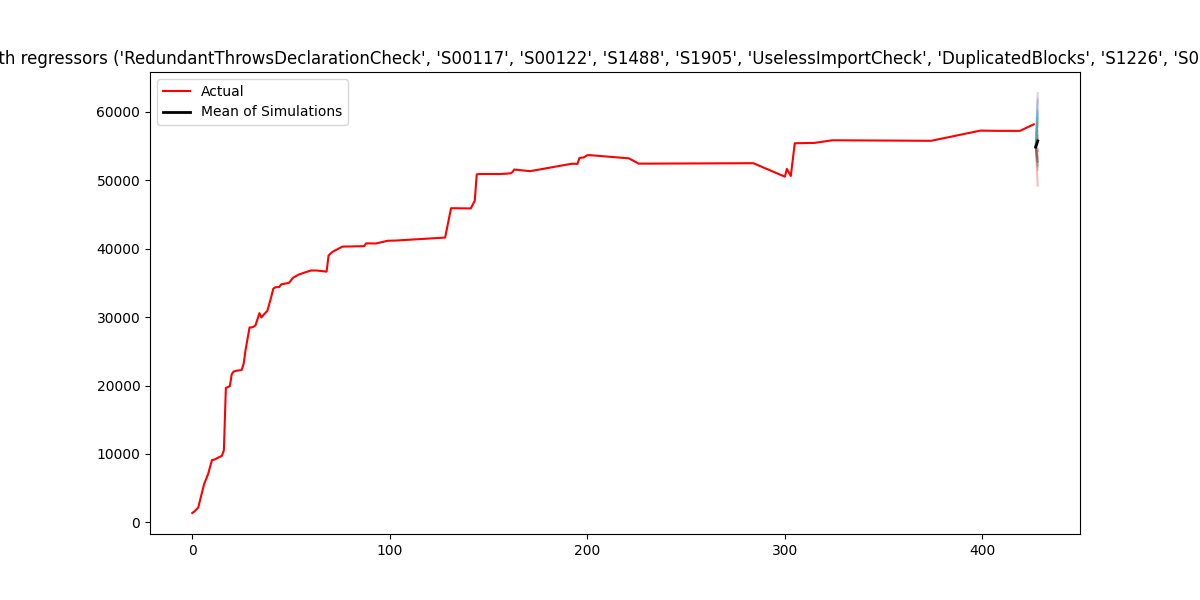 th regressors ('RedundantThrowsDeclarationCheck', 'S00117', 'S00122', 'S1488', 'S1905', 'UselessImportCheck', 'DuplicatedBlocks', 'S1226', 'S0
Actual
Mean of Simulations
60000
50000
40000
30000
20000
10000
0
0 100 200 300 400